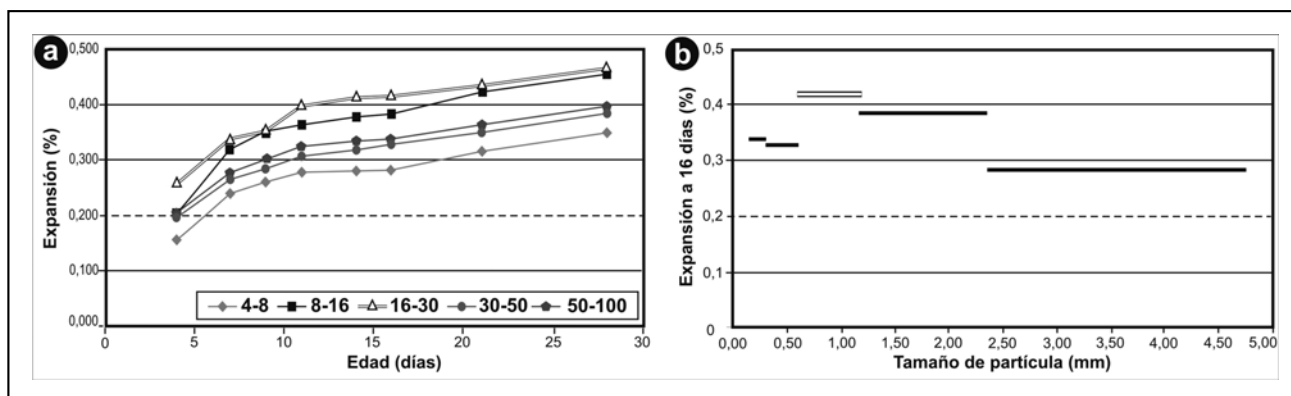 a
Expansión (%)
0,500
0,400
0,300
0,200
0,100
0,000
4-8 8-16 16-30 30-50 50-100
0 5 10 15 20 25 30
Edad (días)
b
Expansión a 16 días (%)
0,5
0,4
0,3
0,2
0,1
0
0,00 0,50 1,00 1,50 2,00 2,50 3,00 3,50 4,00 4,50 5,00
Tamaño de partícula (mm)